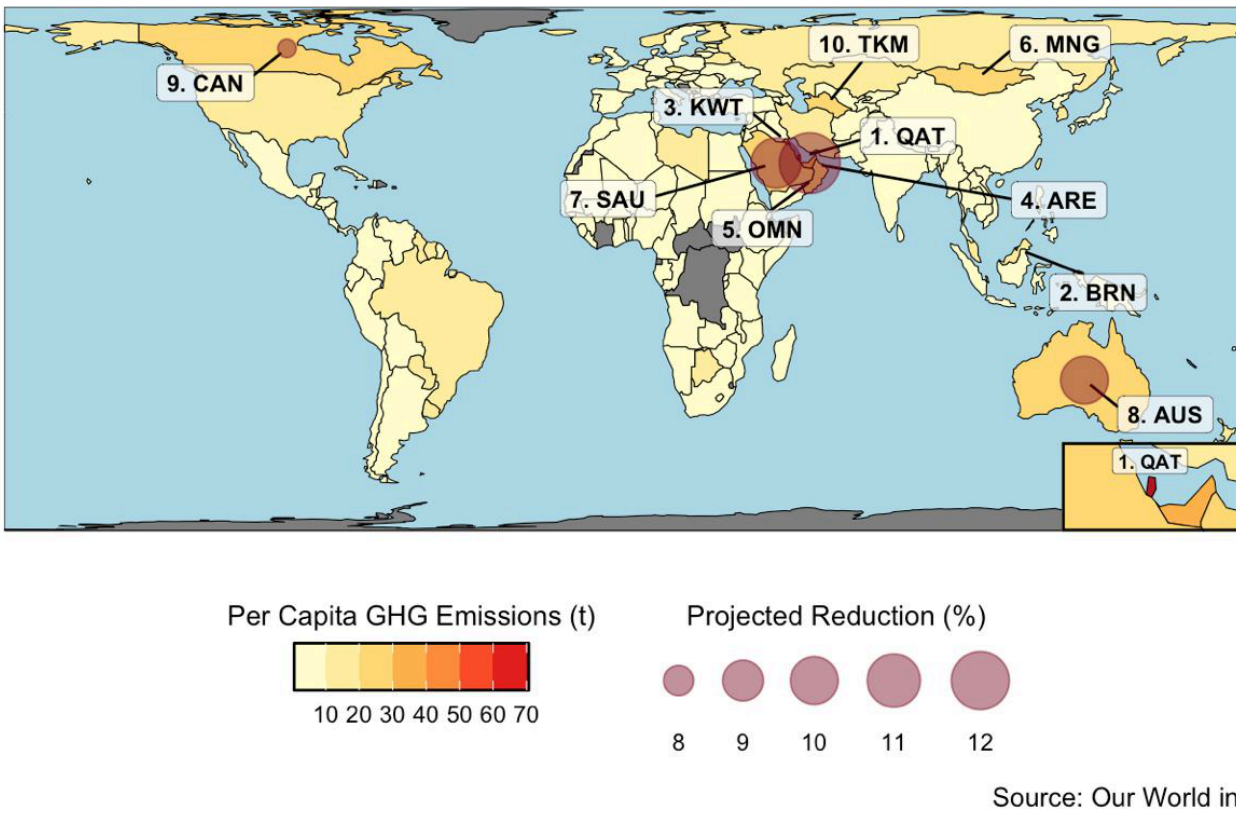 10. TKM
6. MNG
9. CAN
3. KWT
1. QAT
7. SAU
4. ARE
5. OMN
2. BRN
8. AUS
1. QAT
Per Capita GHG Emissions (t)
10 20 30 40 50 60 70
Projected Reduction (%)
8 9 10 11 12
Source: Our World in